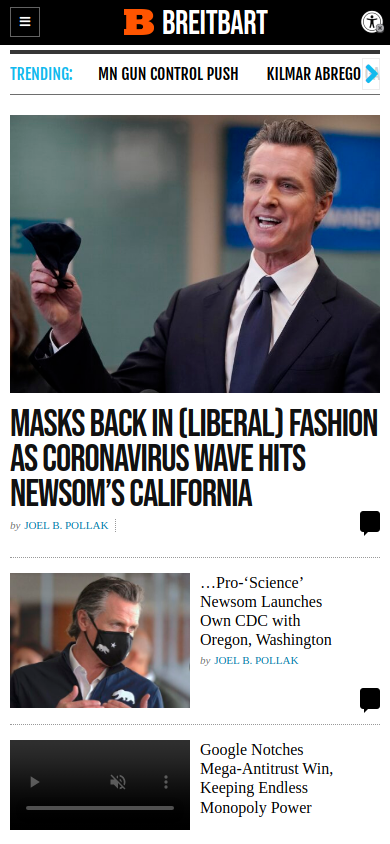 B BREITBART
TRENDING: MN GUN CONTROL PUSH KILMAR ABREGO
MASKS BACK IN (LIBERAL) FASHION
AS CORONAVIRUS WAVE HITS
NEWSOM'S CALIFORNIA
by JOEL B. POLLAK
…Pro-‘Science’
Newsom Launches
Own CDC with
Oregon, Washington
by JOEL B. POLLAK
Google Notches
Mega-Antitrust Win,
Keeping Endless
Monopoly Power